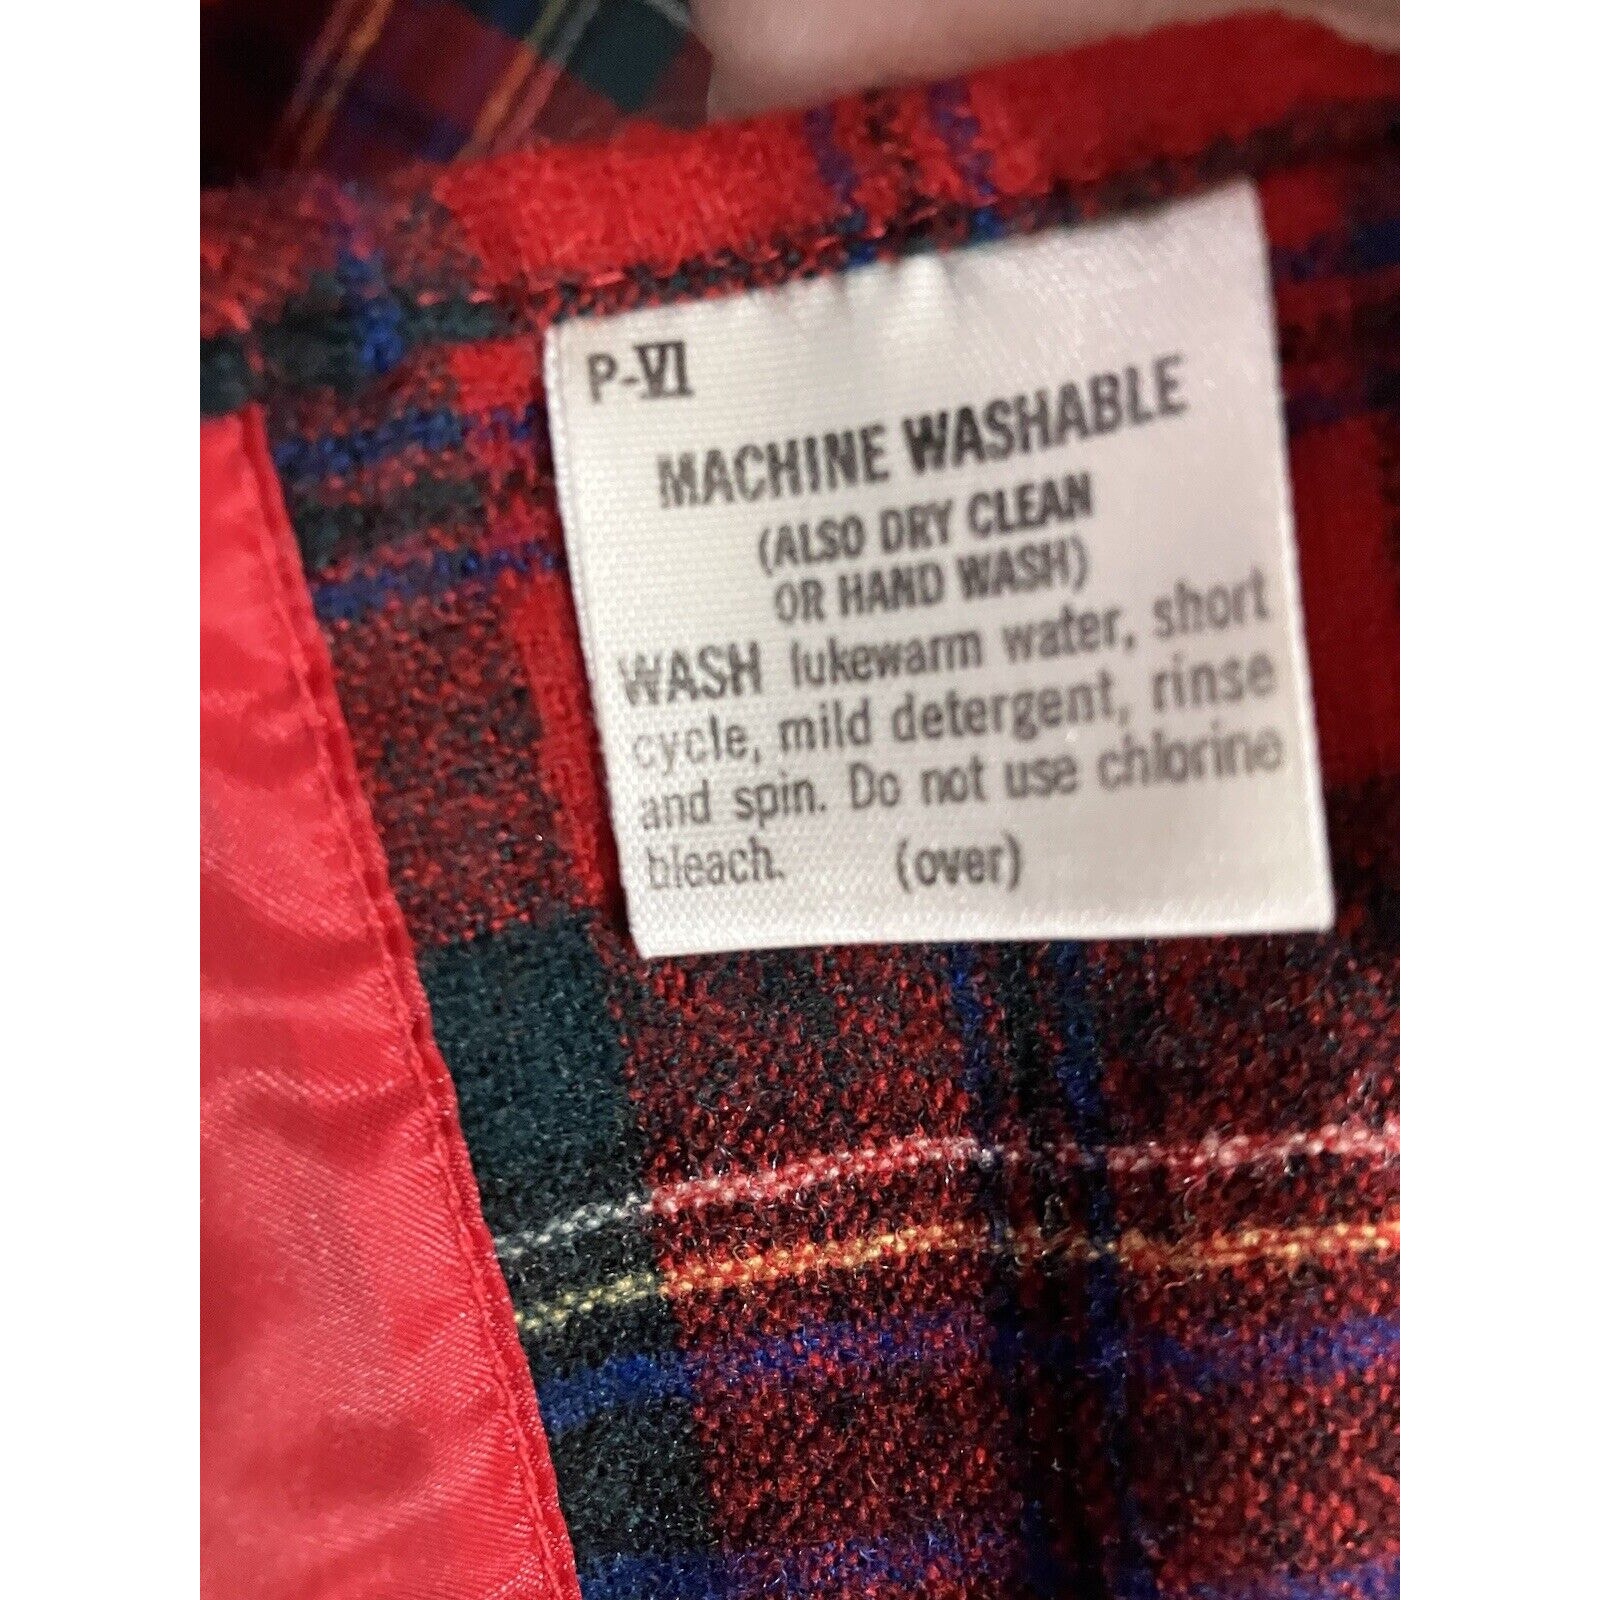 P-VI
MACHINE WASHABLE
(ALSO DRY CLEAN
OR HAND WASH)
WASH lukewarm water, short
cycle, mild detergent, rinse
and spin. Do not use chlorine
bleach. (over)